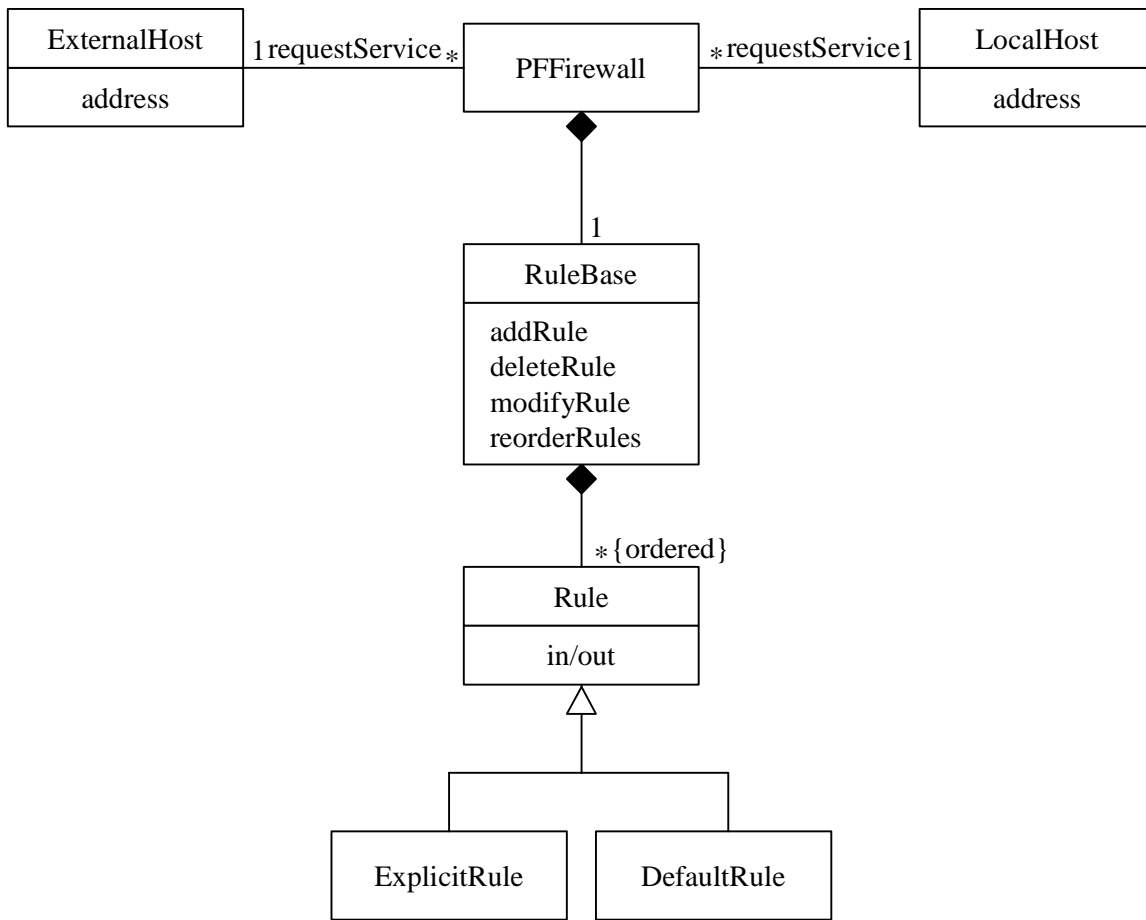 ExternalHost
address
1 requestService *
PFFirewall
* requestService 1
LocalHost
address
1
RuleBase
addRule
deleteRule
modifyRule
reorderRules
* {ordered}
Rule
in/out
ExplicitRule
DefaultRule